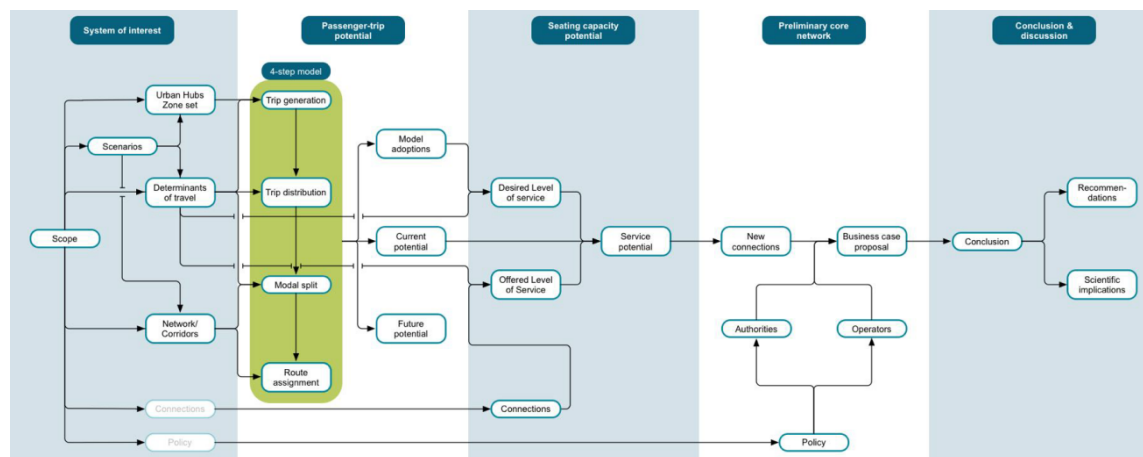 System of interest
Passenger-trip
potential
Seating capacity
potential
Preliminary core
network
Conclusion &
discussion
4-step model
Urban Hubs
Zone set
Trip generation
Scenarios
Model
adoptions
Determinants
of travel
Trip distribution
Desired Level
of service
Recommen-
dations
Scope
Current
potential
Service
potential
New
connections
Business case
proposal
Conclusion
Modal split
Offered Level
of Service
Scientific
implications
Network/
Corridors
Future
potential
Authorities
Operators
Route
assignment
Connections
Connections
Policy
Policy